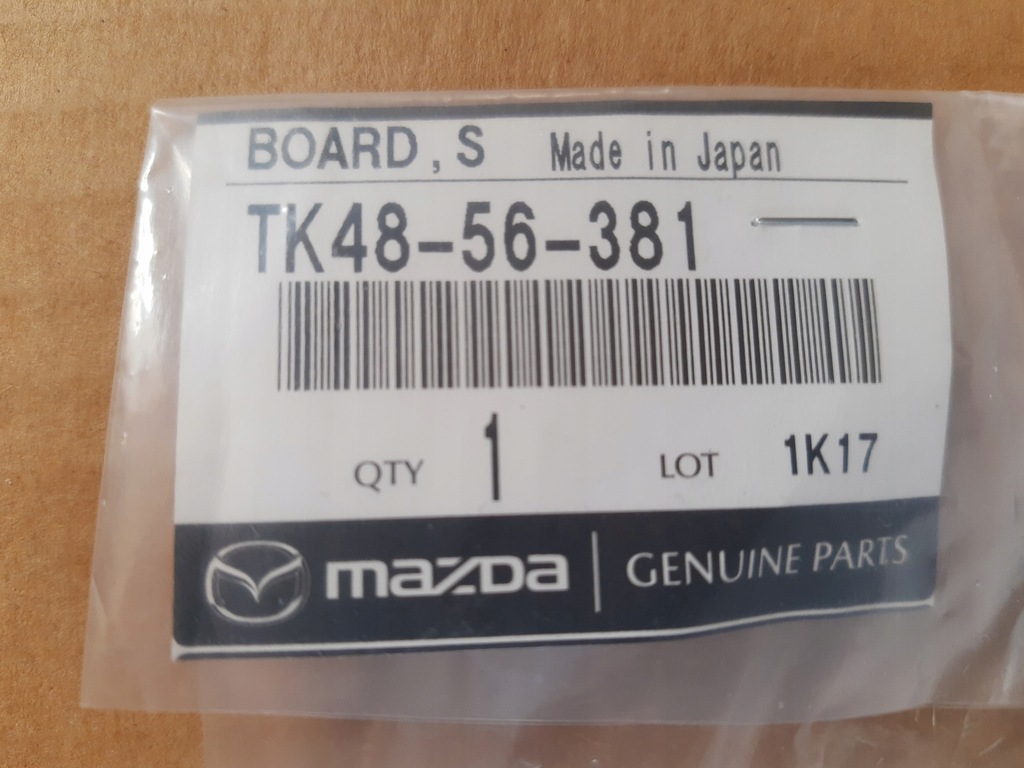 BOARD,S Made in Japan
TK48-56-381
QTY 1 LOT 1K17
mazda GENUINE PARTS